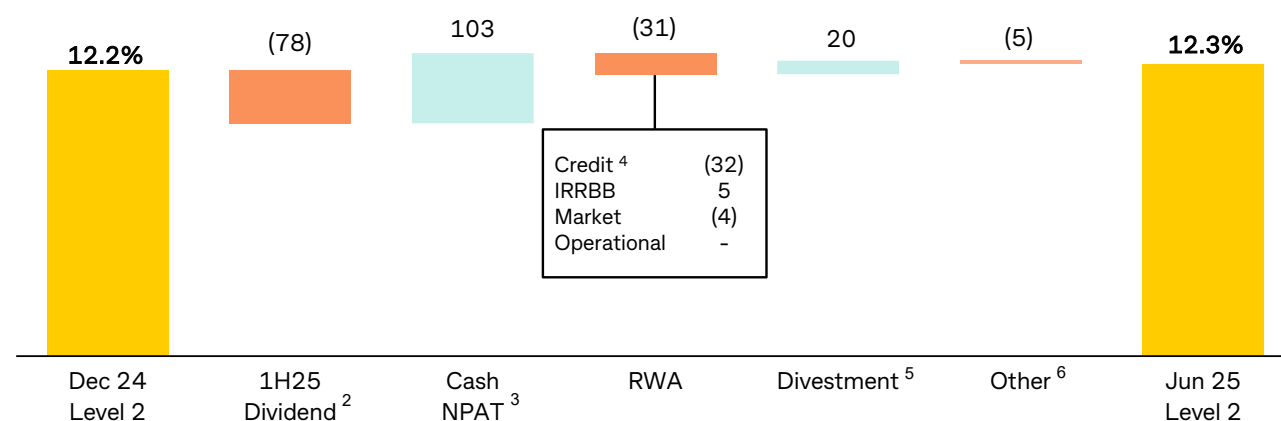 12.2%
(78)
103
(31)
20
(5)
12.3%
Credit 4 (32)
IRRBB 5
Market (4)
Operational -
Dec 24
Level 2
1H25
Dividend 2
Cash
NPAT 3
RWA
Divestment 5
Other 6
Jun 25
Level 2